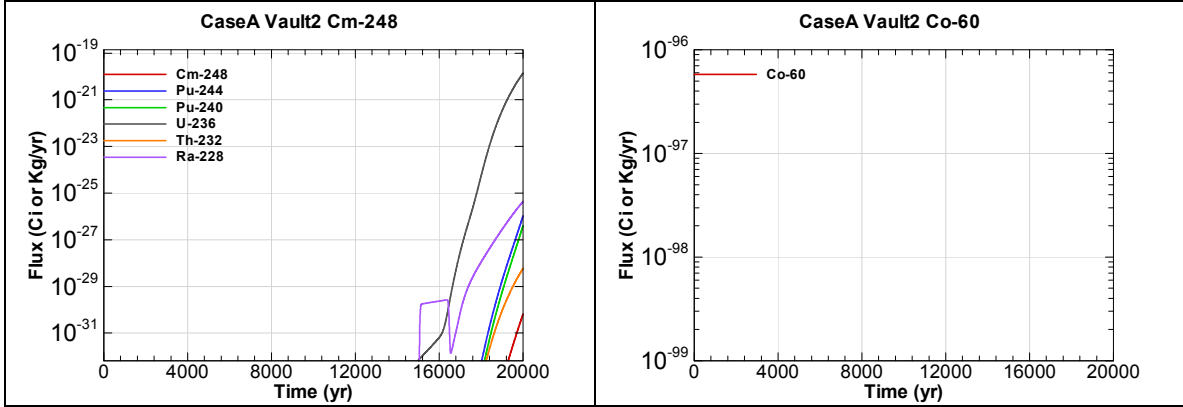 CaseA Vault2 Cm-248
Flux (Ci or Kg/yr)
10^-19
10^-21
10^-23
10^-25
10^-27
10^-29
10^-31
Cm-248
Pu-244
Pu-240
U-236
Th-232
Ra-228
0 4000 8000 12000 16000 20000
Time (yr)
CaseA Vault2 Co-60
Flux (Ci or Kg/yr)
10^-96
10^-97
10^-98
10^-99
Co-60
0 4000 8000 12000 16000 20000
Time (yr)